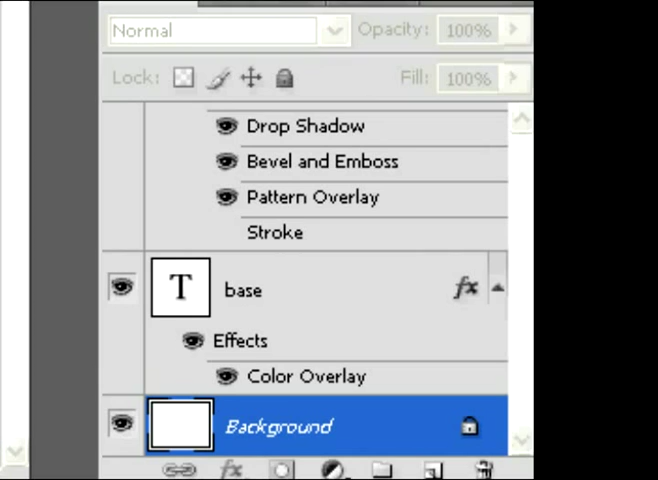 Normal Opacity: 100%
Lock: Fill: 100%
Drop Shadow
Bevel and Emboss
Pattern Overlay
Stroke
T base fx
Effects
Color Overlay
Background
fx